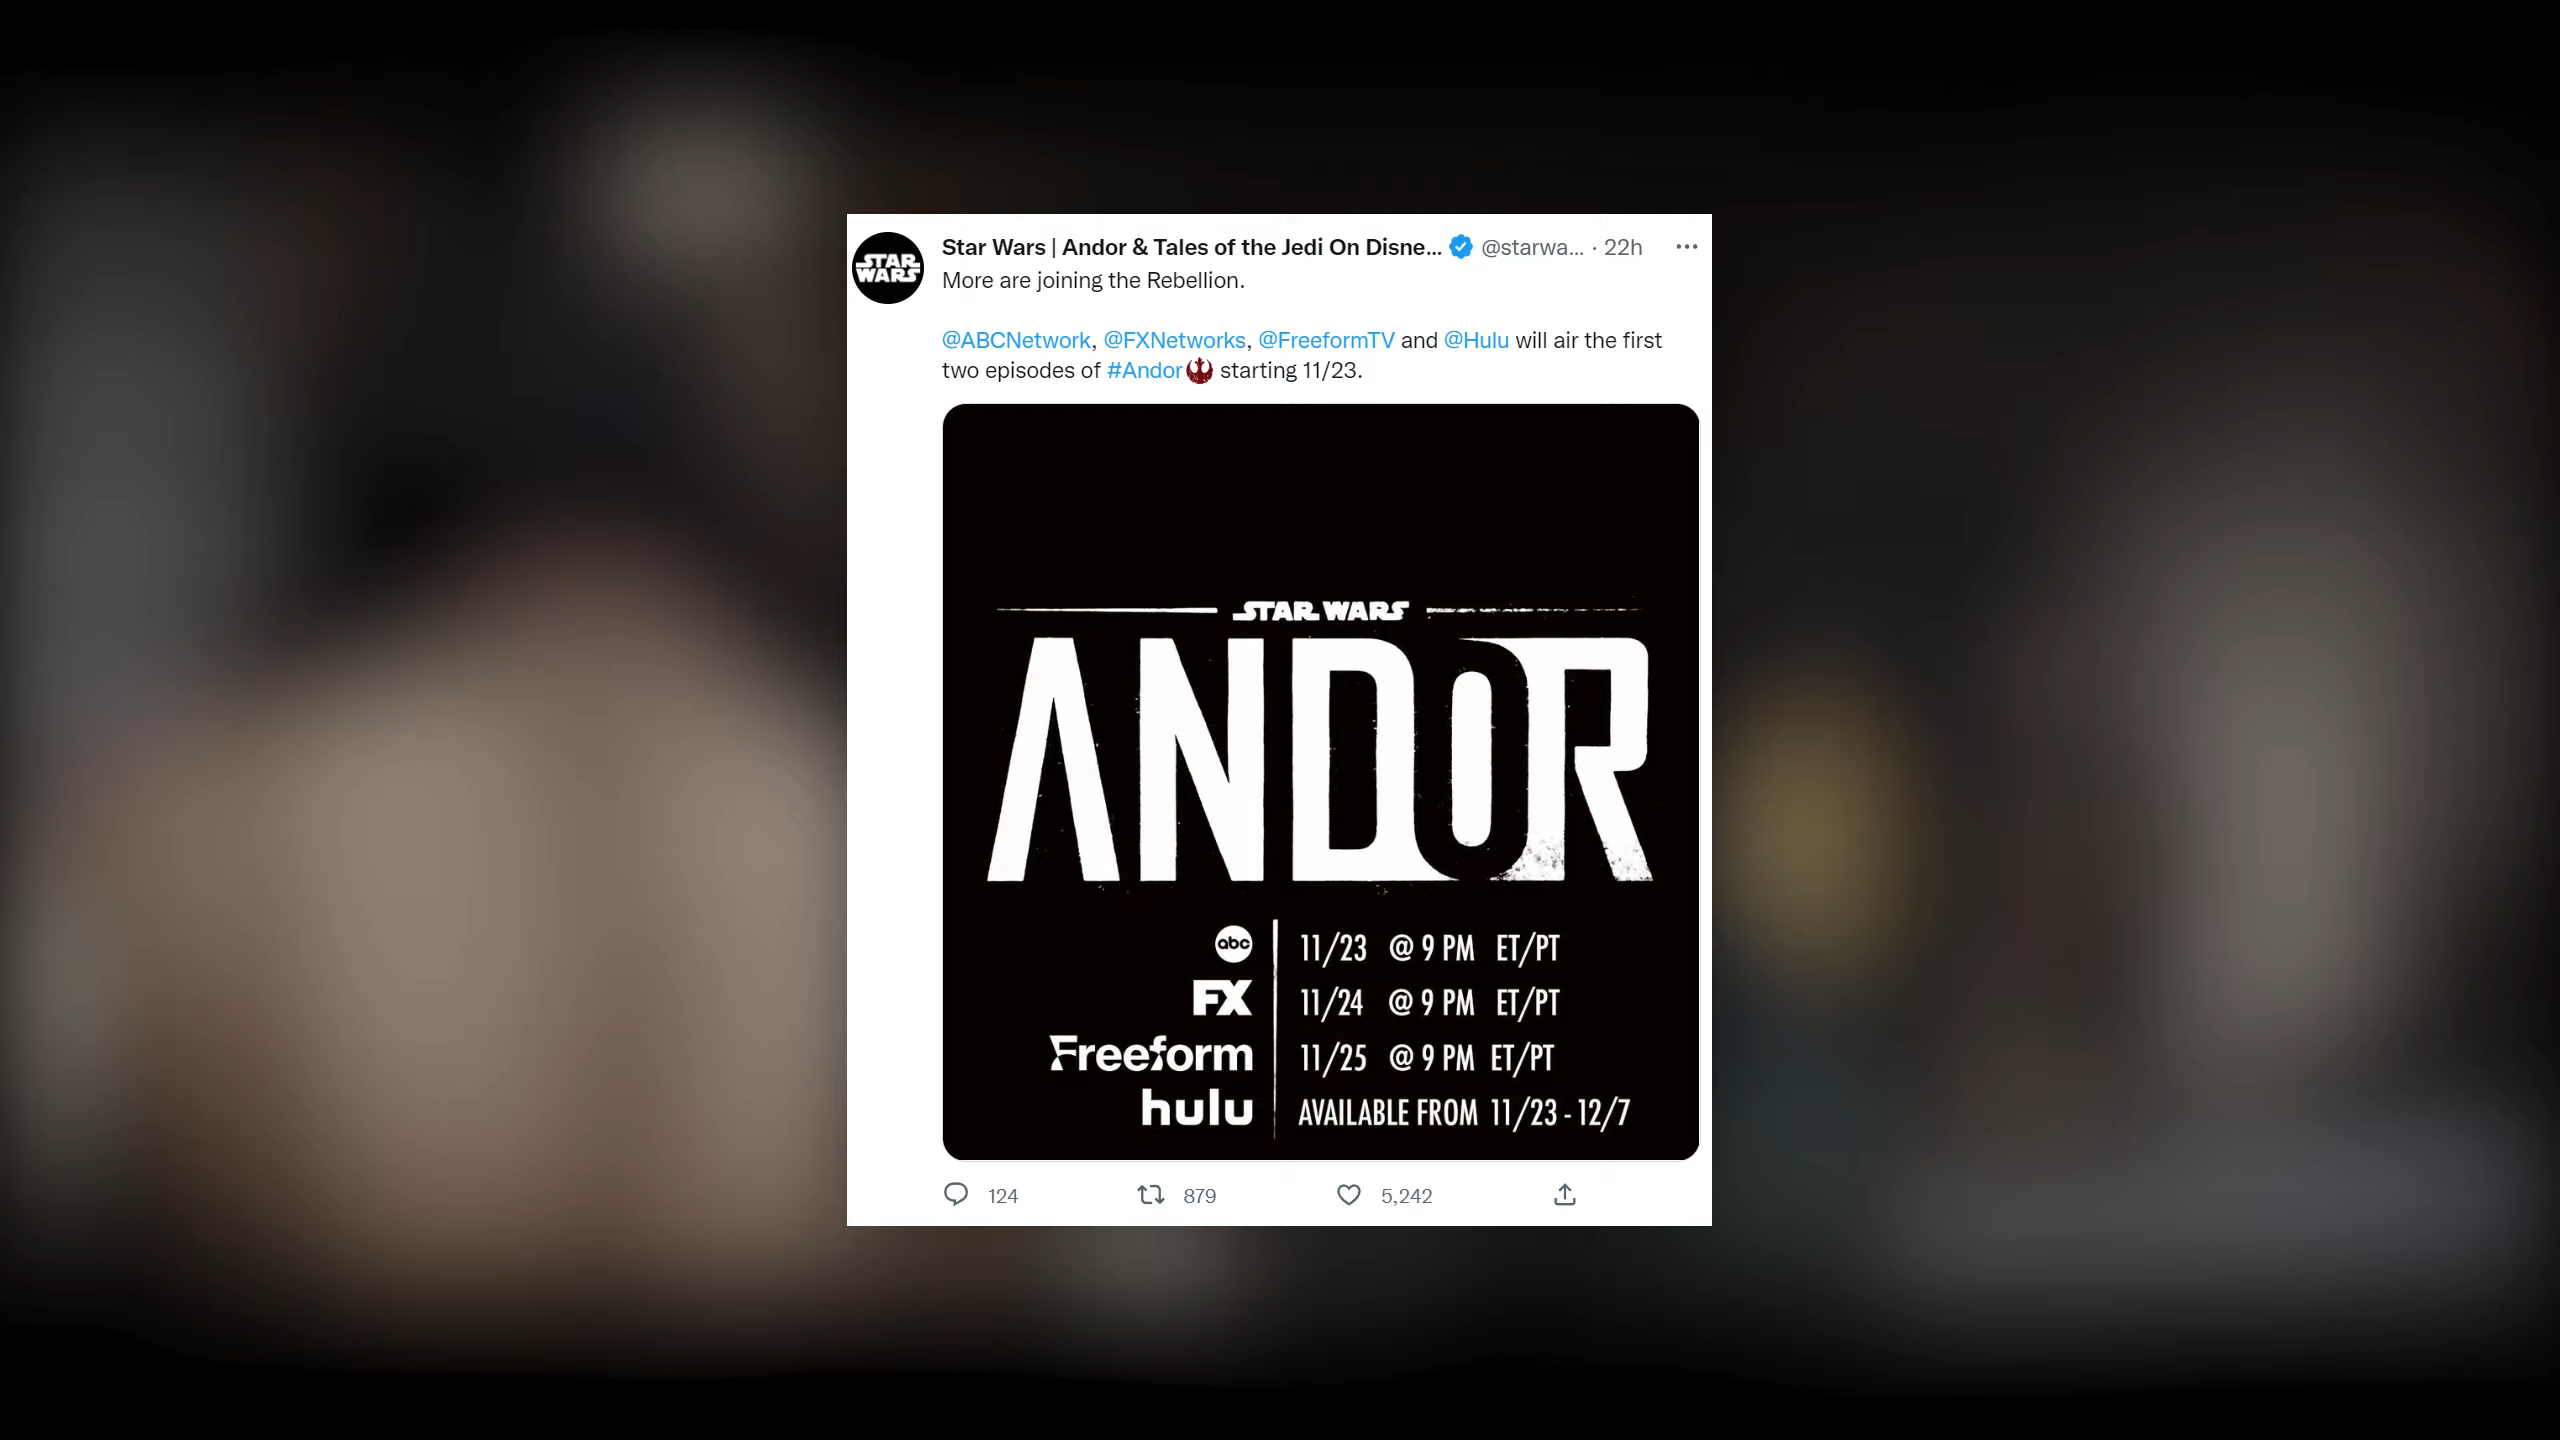 STAR WARS
Star Wars | Andor & Tales of the Jedi On Disne... @starwa... · 22h
More are joining the Rebellion.
@ABCNetwork, @FXNetworks, @FreeformTV and @Hulu will air the first
two episodes of #Andor starting 11/23.
STAR WARS
ANDOR
abc 11/23 @ 9 PM ET/PT
FX 11/24 @ 9 PM ET/PT
Freeform 11/25 @ 9 PM ET/PT
hulu AVAILABLE FROM 11/23 - 12/7
124 879 5,242